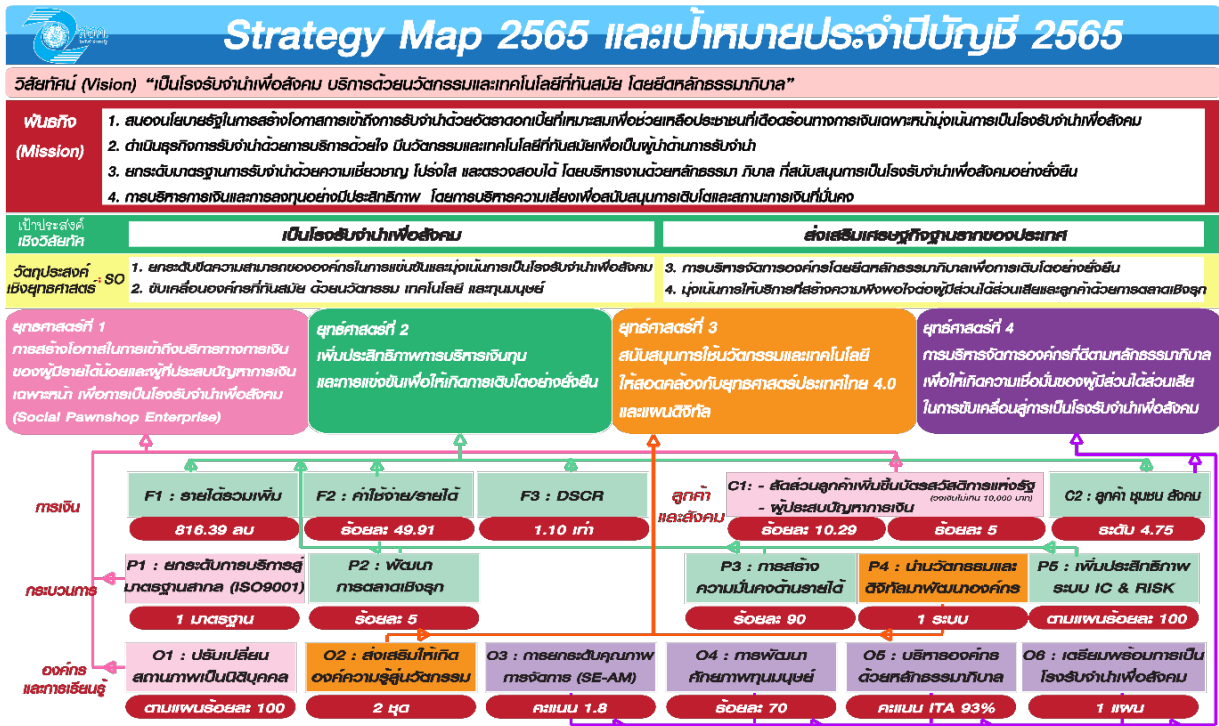 สธค.
Strategy Map 2565 และเป้าหมายประจำปีบัญชี 2565
วิสัยทัศน์ (Vision) “เป็นโรงรับจำนำเพื่อสังคม บริการด้วยนวัตกรรมและเทคโนโลยีที่ทันสมัย โดยยึดหลักธรรมาภิบาล”
พันธกิจ
(Mission)
1. สนองนโยบายรัฐในการสร้างโอกาสการเข้าถึงการรับจำนำด้วยอัตราดอกเบี้ยที่เหมาะสมเพื่อช่วยเหลือประชาชนที่เดือดร้อนทางการเงินเฉพาะหน้ามุ่งเน้นการเป็นโรงรับจำนำเพื่อสังคม
2. ดำเนินธุรกิจการรับจำนำด้วยการบริการด้วยใจ มีนวัตกรรมและเทคโนโลยีที่ทันสมัยเพื่อเป็นผู้นำด้านการรับจำนำ
3. ยกระดับมาตรฐานการรับจำนำด้วยความเชี่ยวชาญ โปร่งใส และตรวจสอบได้ โดยบริหารงานด้วยหลักธรรมา ภิบาล ที่สนับสนุนการเป็นโรงรับจำนำเพื่อสังคมอย่างยั่งยืน
4. การบริหารการเงินและการลงทุนอย่างมีประสิทธิภาพ โดยการบริหารความเสี่ยงเพื่อสนับสนุนการเติบโตและสถานะการเงินที่มั่นคง
เป้าประสงค์
เชิงวิสัยทัศ
เป็นโรงรับจำนำเพื่อสังคม
ส่งเสริมเศรษฐกิจฐานรากของประเทศ
วัตถุประสงค์
เชิงยุทธศาสตร์ : SO
1. ยกระดับขีดความสามารถขององค์กรในการแข่งขันและมุ่งเน้นการเป็นโรงรับจำนำเพื่อสังคม
2. ขับเคลื่อนองค์กรที่ทันสมัย ด้วยนวัตกรรม เทคโนโลยี และทุนมนุษย์
3. การบริหารจัดการองค์กรโดยยึดหลักธรรมาภิบาลเพื่อการเติบโตอย่างยั่งยืน
4. มุ่งเน้นการให้บริการที่สร้างความพึงพอใจต่อผู้มีส่วนได้ส่วนเสียและลูกค้าด้วยการตลาดเชิงรุก
ยุทธ์ศาสตร์ที่ 1
การสร้างโอกาสในการเข้าถึงบริการทางการเงิน
ของผู้มีรายได้น้อยและผู้ที่ประสบปัญหาการเงิน
เฉพาะหน้า เพื่อการเป็นโรงรับจำนำเพื่อสังคม
(Social Pawnshop Enterprise)
ยุทธ์ศาสตร์ที่ 2
เพิ่มประสิทธิภาพการบริหารเงินทุน
และการแข่งขันเพื่อให้เกิดการเติบโตอย่างยั่งยืน
ยุทธ์ศาสตร์ที่ 3
สนับสนุนการใช้นวัตกรรมและเทคโนโลยี
ให้สอดคล้องกับยุทธศาสตร์ประเทศไทย 4.0
และแผนดิจิทัล
ยุทธ์ศาสตร์ที่ 4
การบริหารจัดการองค์กรที่ดีตามหลักธรรมาภิบาล
เพื่อให้เกิดความเชื่อมั่นของผู้มีส่วนได้ส่วนเสีย
ในการขับเคลื่อนสู่การเป็นโรงรับจำนำเพื่อสังคม
การเงิน
F1 : รายได้รวมเพิ่ม
816.39 ลบ
F2 : ค่าใช้จ่าย/รายได้
ร้อยละ 49.91
F3 : DSCR
1.10 เท่า
ลูกค้า
และสังคม
C1: - สัดส่วนลูกค้าเพิ่มขึ้นบัตรสวัสดิการแห่งรัฐ
(วงเงินไม่เกิน 10,000 บาท)
- ผู้ประสบปัญหาการเงิน
ร้อยละ 10.29
ร้อยละ 5
C2 : ลูกค้า ชุมชน สังคม
ระดับ 4.75
กระบวนการ
P1 : ยกระดับการบริการสู่
มาตรฐานสากล (ISO9001)
1 มาตรฐาน
P2 : พัฒนา
การตลาดเชิงรุก
ร้อยละ 5
P3 : การสร้าง
ความมั่นคงด้านรายได้
ร้อยละ 90
P4 : นำนวัตกรรมและ
ดิจิทัลมาพัฒนาองค์กร
1 ระบบ
P5 : เพิ่มประสิทธิภาพ
ระบบ IC & RISK
ตามแผนร้อยละ 100
องค์กร
และการเรียนรู้
O1 : ปรับเปลี่ยน
สถานภาพเป็นนิติบุคคล
ตามแผนร้อยละ 100
O2 : ส่งเสริมให้เกิด
องค์ความรู้สู่นวัตกรรม
2 ชุด
O3 : การยกระดับคุณภาพ
การจัดการ (SE-AM)
คะแนน 1.8
O4 : การพัฒนา
ศักยภาพทุนมนุษย์
ร้อยละ 70
O5 : บริหารองค์กร
ด้วยหลักธรรมาภิบาล
คะแนน ITA 93%
O6 : เตรียมพร้อมการเป็น
โรงรับจำนำเพื่อสังคม
1 แผน